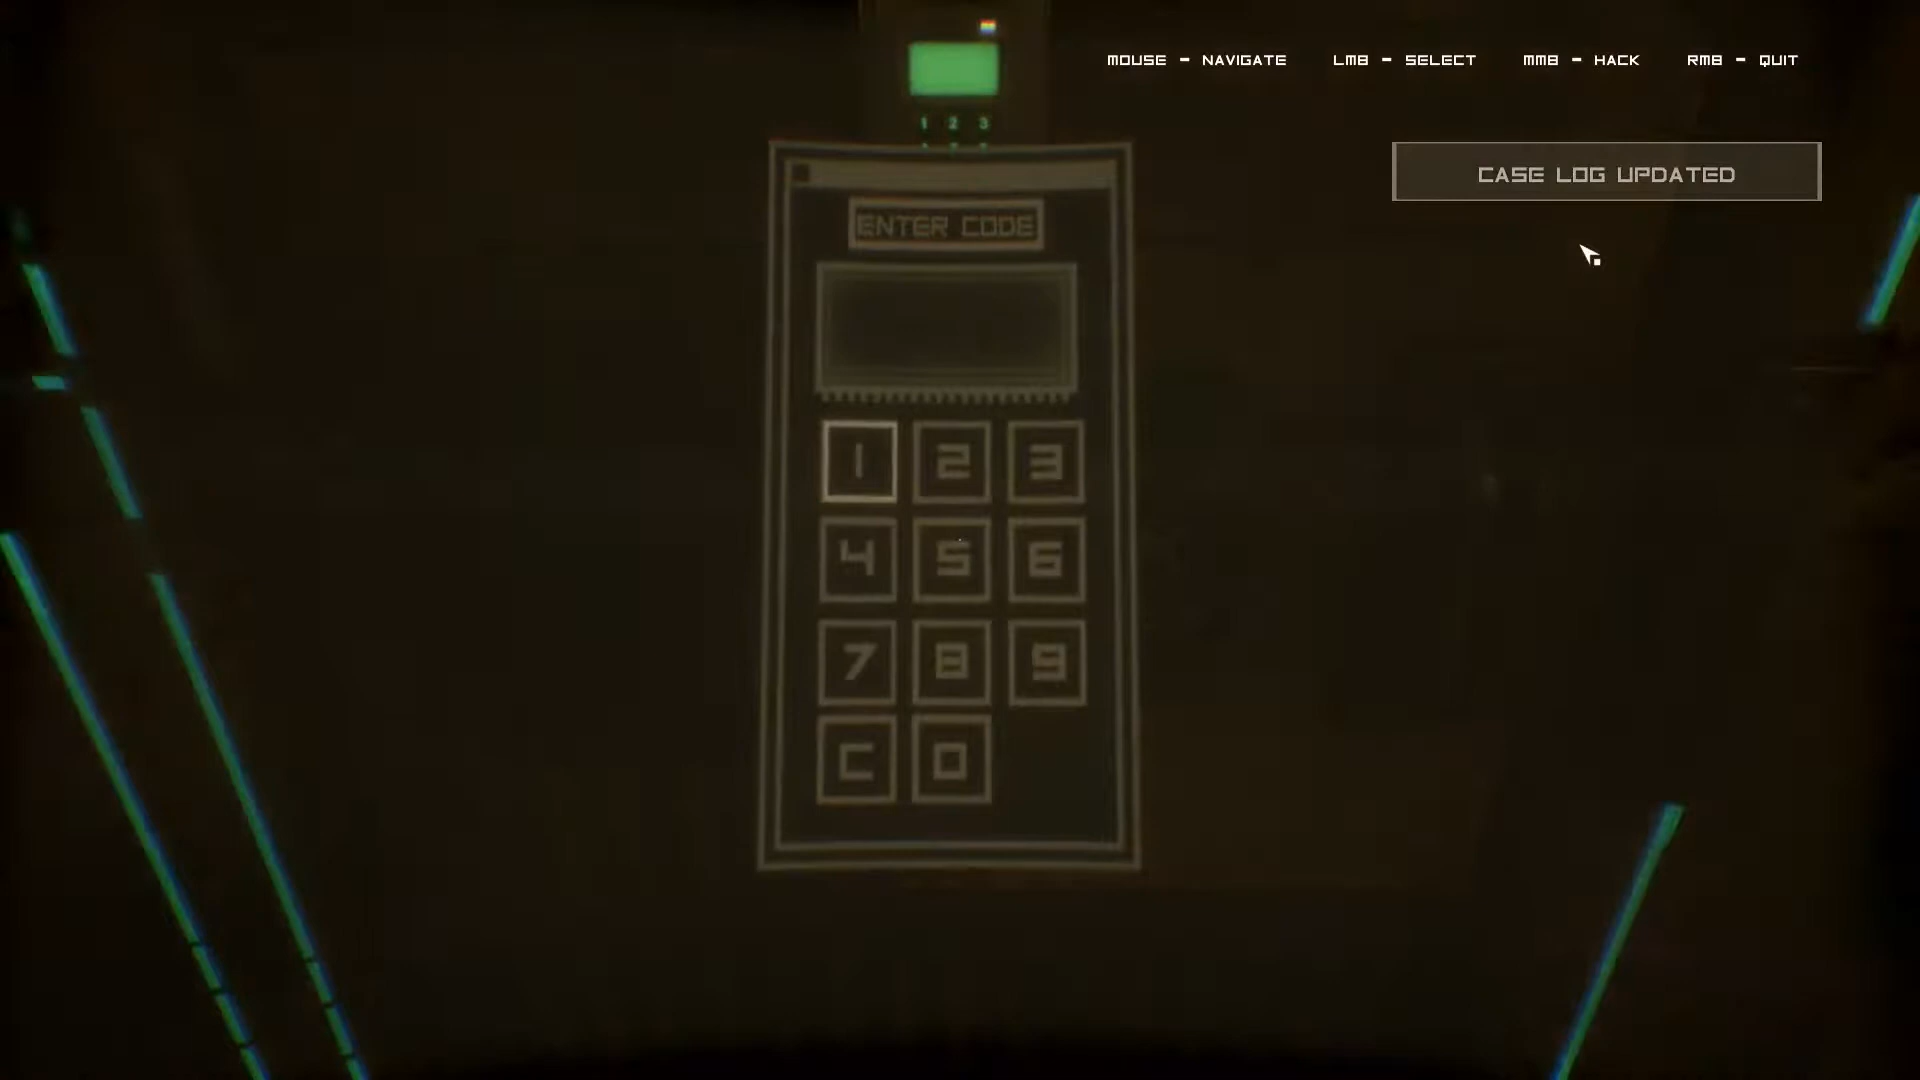 MOUSE - NAVIGATE LMB - SELECT MMB - HACK RMB - QUIT
1 2 3
CASE LOG UPDATED
ENTER CODE
1 2 3
4 5 6
7 8 9
C 0